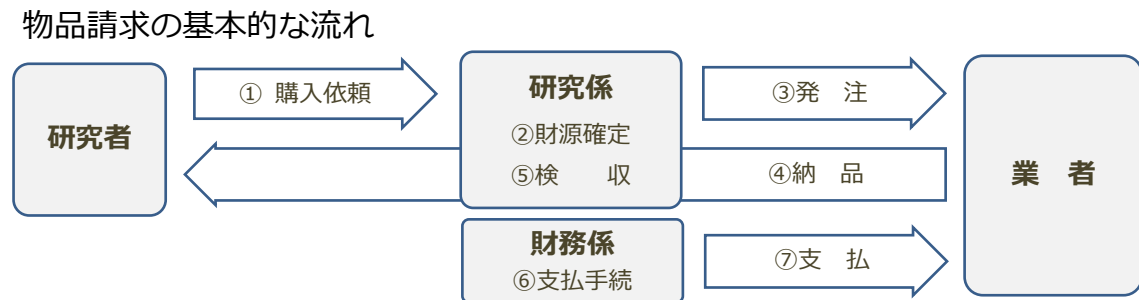 物品請求の基本的な流れ
研究者
① 購入依頼
研究係
②財源確定
⑤検　　収
③発　注
④納　品
業　者
財務係
⑥支払手続
⑦支　払